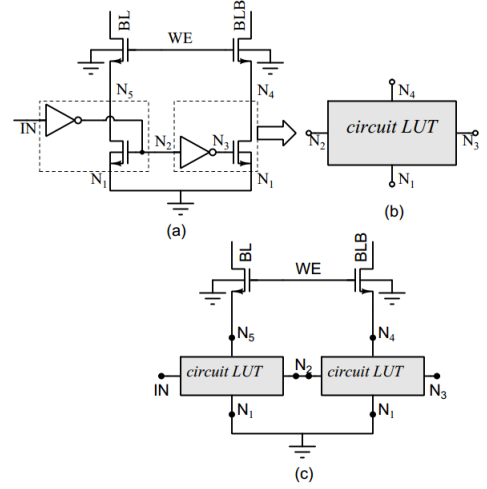 BL
WE
BLB
N5
N4
IN
N2
N3
N1
N1
(a)
N4
circuit LUT
N2
N3
N1
(b)
BL
WE
BLB
N5
N4
circuit LUT
N2
circuit LUT
IN
N3
N1
N1
(c)